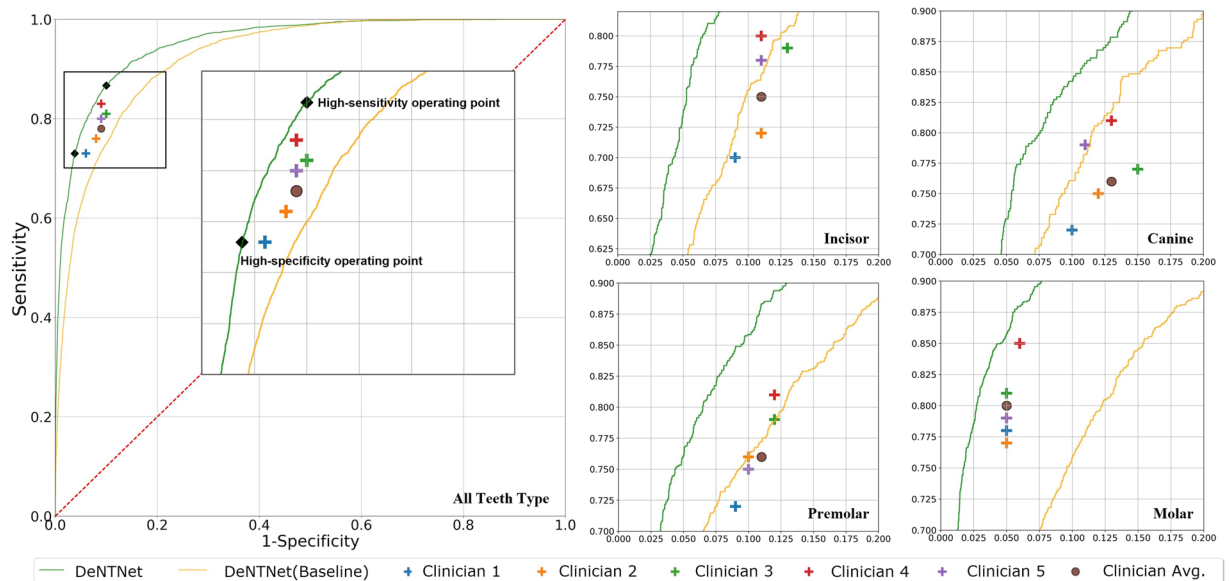 1.0
0.8
0.6
0.4
0.2
0.0
Sensitivity
High-sensitivity operating point
High-specificity operating point
All Teeth Type
0.0 0.2 0.4 0.6 0.8 1.0
1-Specificity
0.800
0.775
0.750
0.725
0.700
0.675
0.650
0.625
Incisor
0.000 0.025 0.050 0.075 0.100 0.125 0.150 0.175 0.200
0.900
0.875
0.850
0.825
0.800
0.775
0.750
0.725
0.700
Canine
0.000 0.025 0.050 0.075 0.100 0.125 0.150 0.175 0.200
0.900
0.875
0.850
0.825
0.800
0.775
0.750
0.725
0.700
Premolar
0.000 0.025 0.050 0.075 0.100 0.125 0.150 0.175 0.200
0.900
0.875
0.850
0.825
0.800
0.775
0.750
0.725
0.700
Molar
0.000 0.025 0.050 0.075 0.100 0.125 0.150 0.175 0.200
DeNTNet DeNTNet(Baseline) Clinician 1 Clinician 2 Clinician 3 Clinician 4 Clinician 5 Clinician Avg.